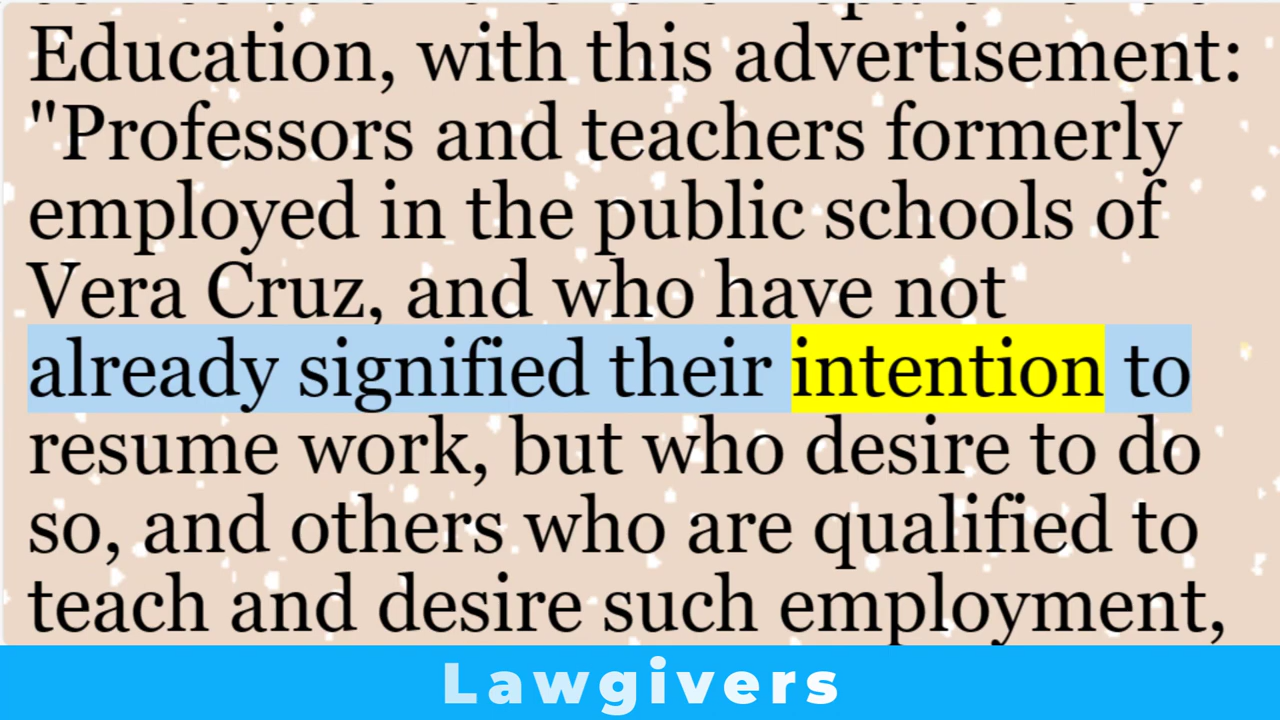 Education, with this advertisement:
"Professors and teachers formerly
employed in the public schools of
Vera Cruz, and who have not
already signified their intention to
resume work, but who desire to do
so, and others who are qualified to
teach and desire such employment,
Lawgivers